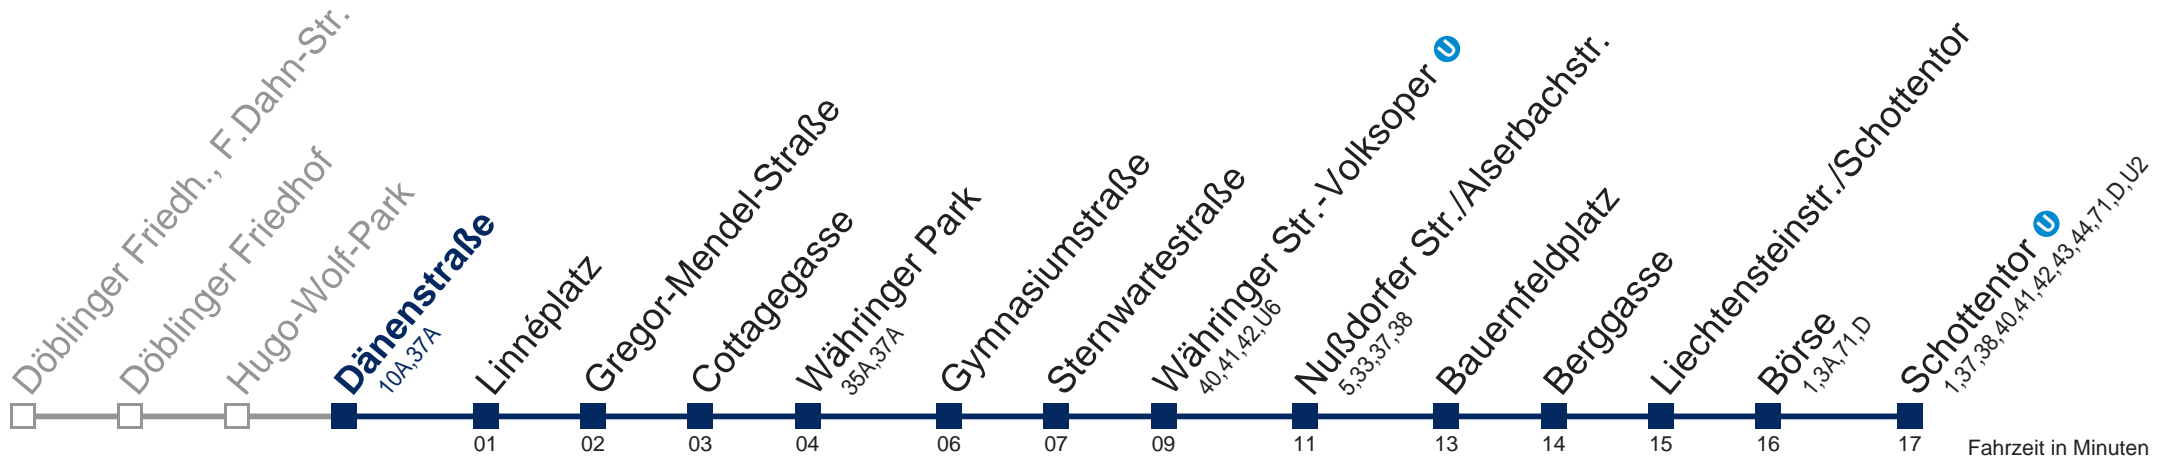 Döblinger Friedh., F.Dahn-Str.
Döblinger Friedhof
Hugo-Wolf-Park
Dänenstraße
10A,37A
Linnéplatz
Gregor-Mendel-Straße
Cottagegasse
Währinger Park
35A,37A
Gymnasiumstraße
Sternwartestraße
Währinger Str.-Volksoper U
40,41,42,U6
Nußdorfer Str./Alserbachstr.
5,33,37,38
Bauernfeldplatz
Berggasse
Liechtensteinstr./Schottentor
Börse
1,3A,71,D
Schottentor U
1,37,38,40,41,42,43,44,71,D,U2
01 02 03 04 06 07 09 11 13 14 15 16 17 Fahrzeit in Minuten